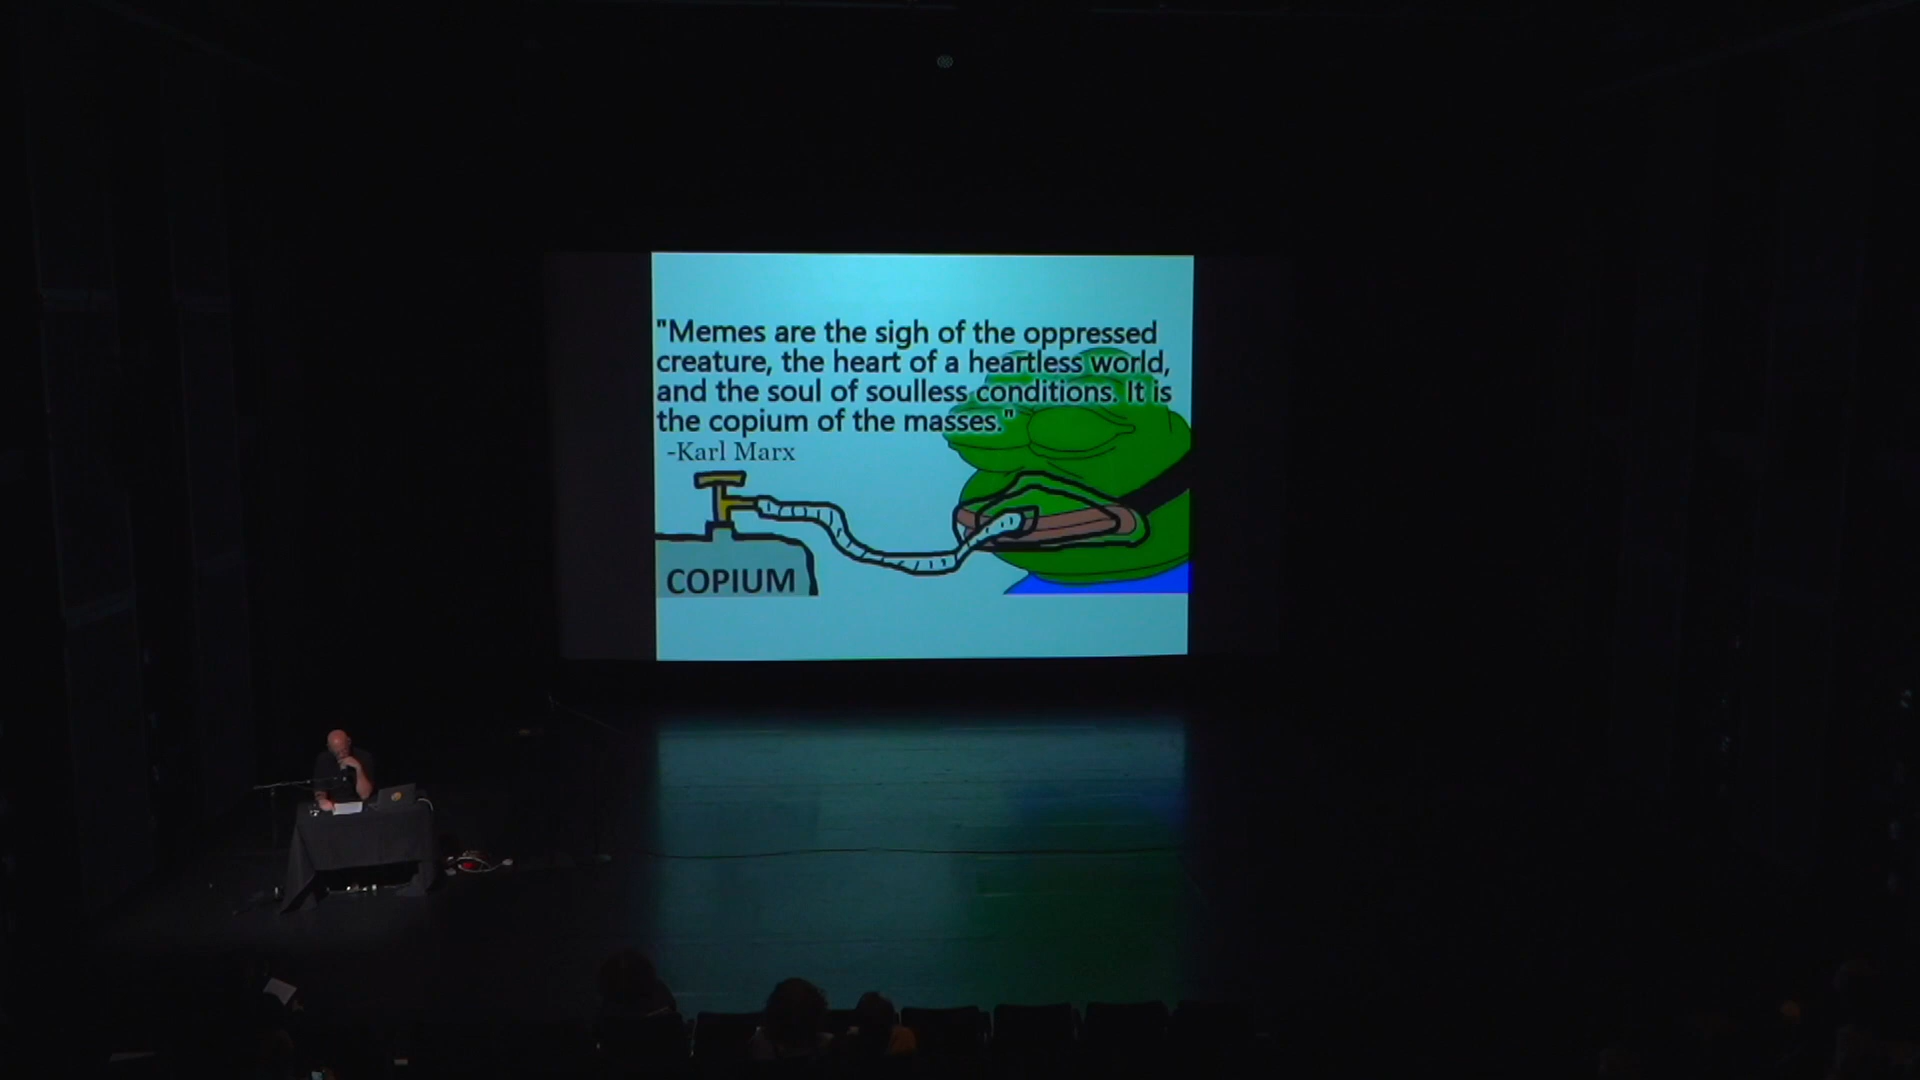 "Memes are the sigh of the oppressed
creature, the heart of a heartless world,
and the soul of soulless conditions. It is
the copium of the masses."
-Karl Marx
COPIUM